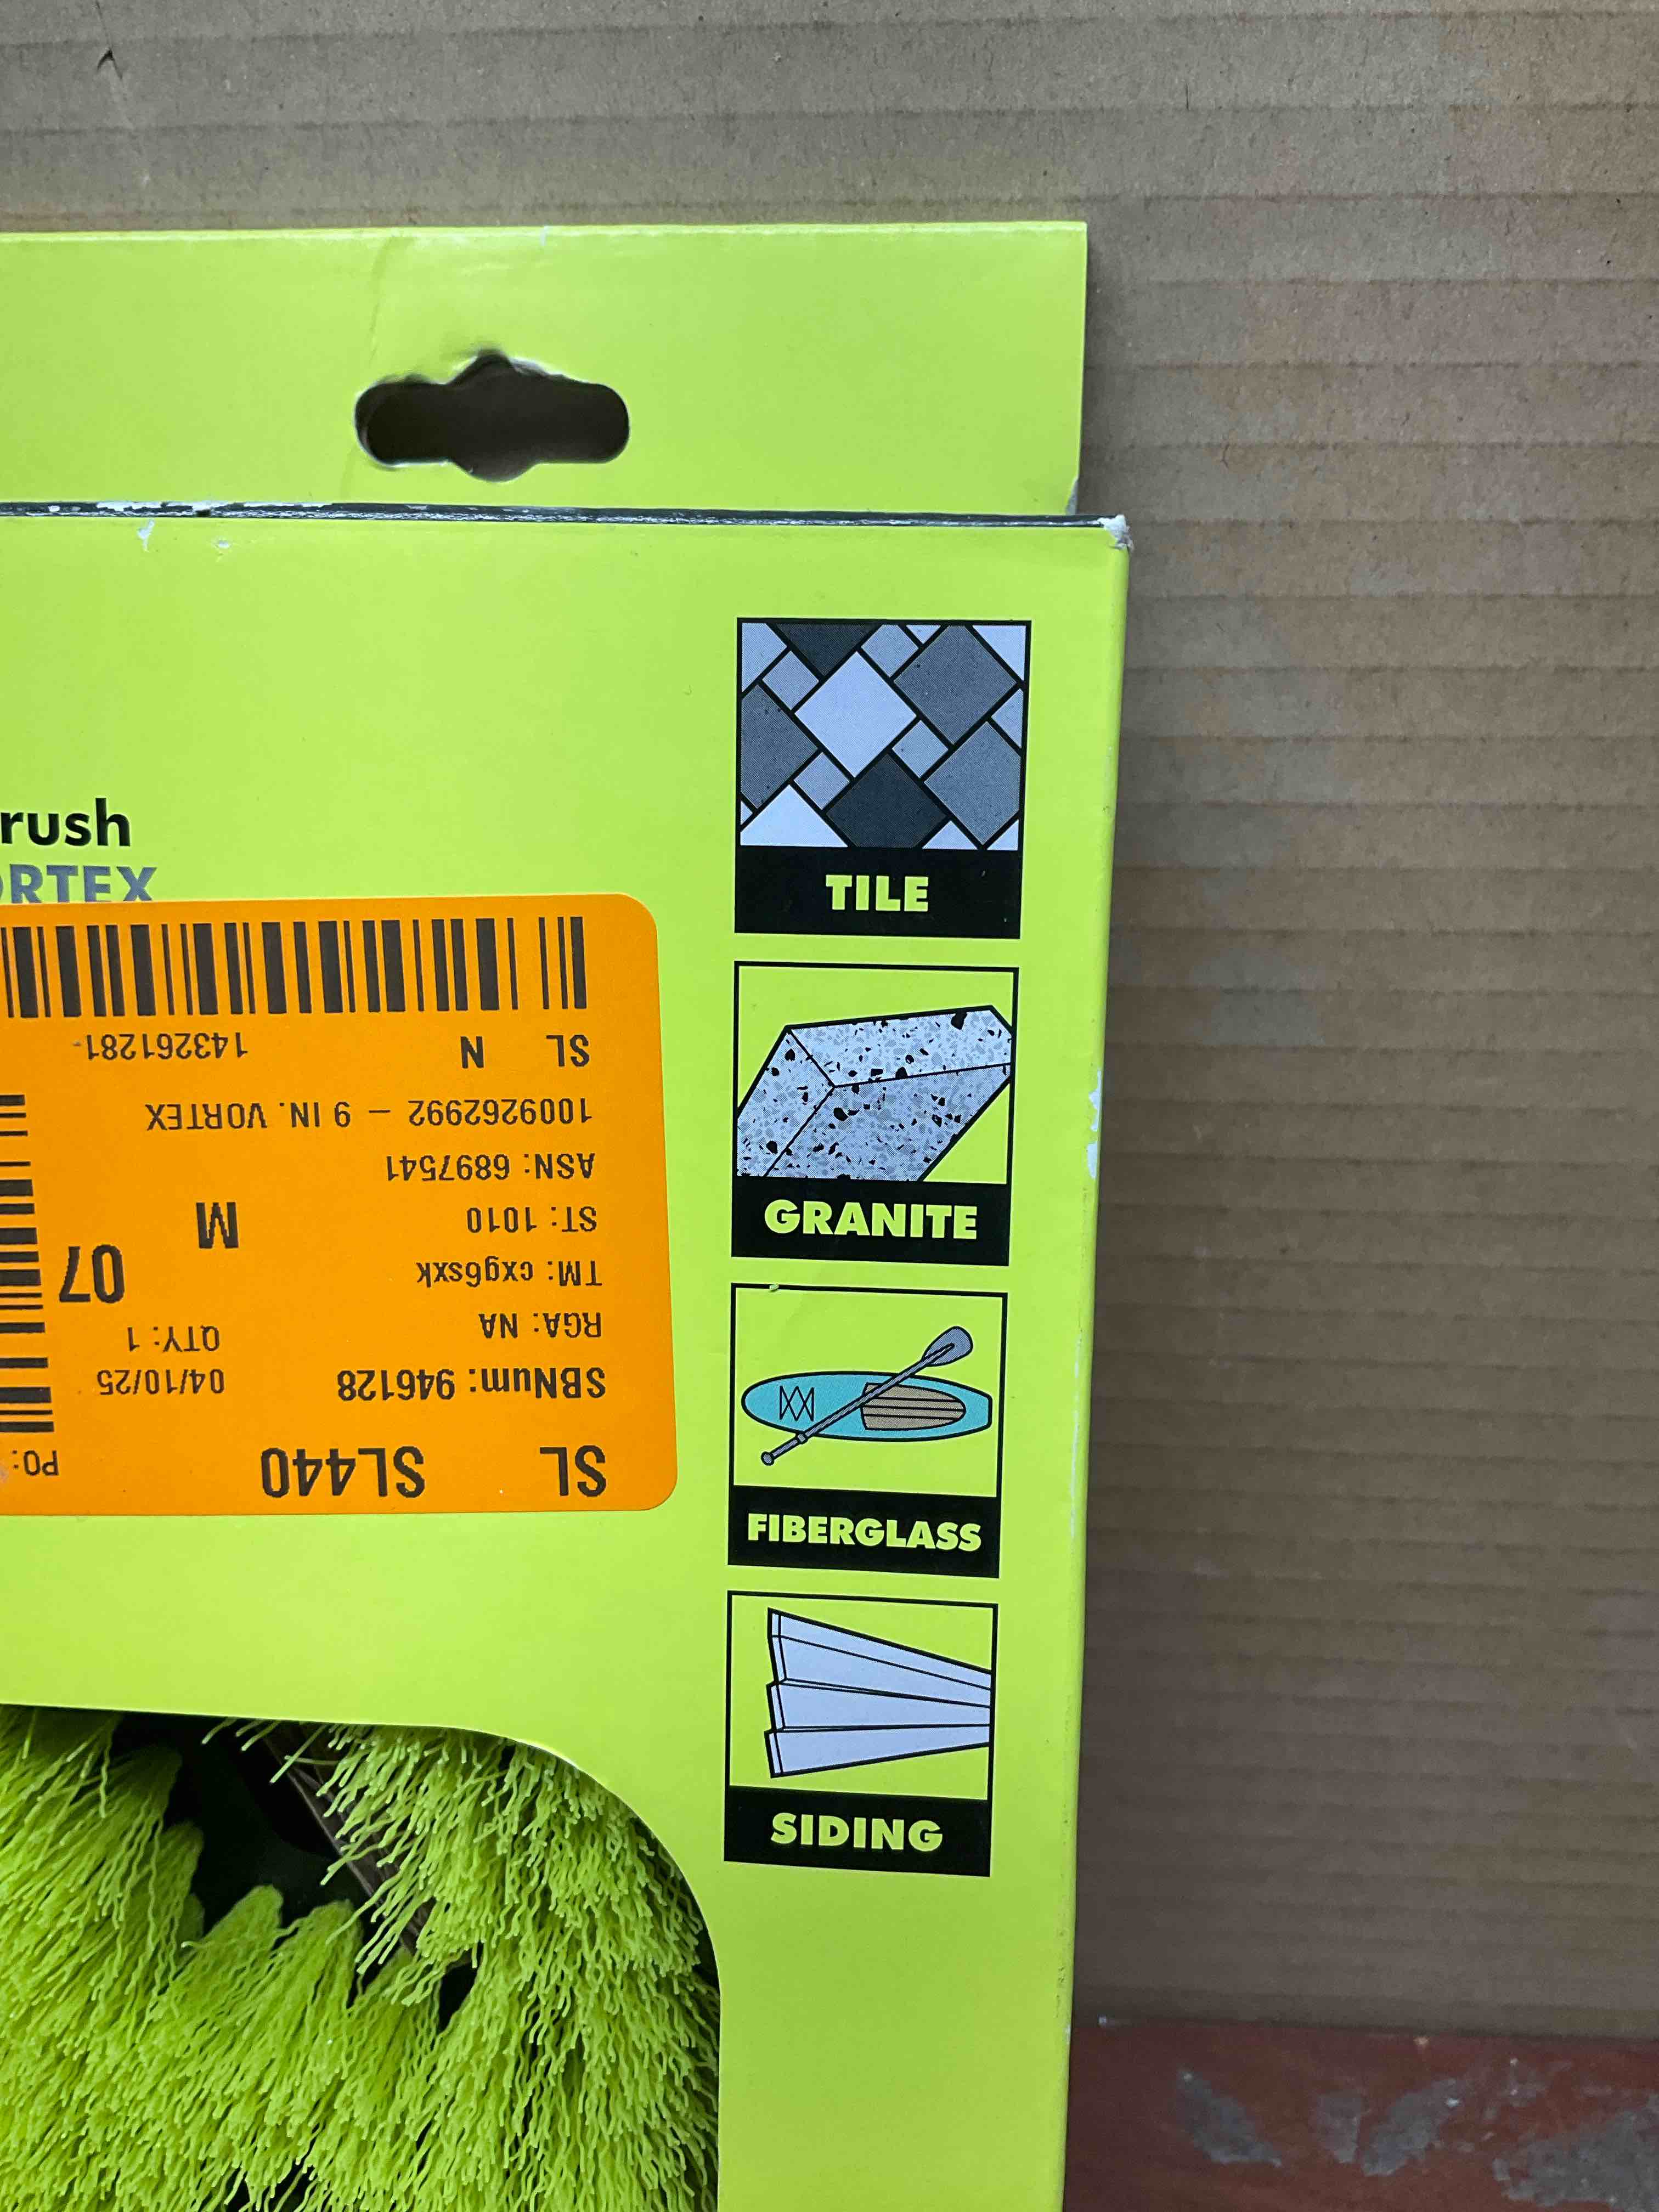 rush
ORTEX
TILE
GRANITE
FIBERGLASS
SIDING
SL SL440 PO:
SBNum: 946128 04/10/25
RGA: NA QTY: 1
TM: cxg6sxk 07
ST: 1010 M
ASN: 6897541
1009262992 - 9 IN. VORTEX
SL N 143261281